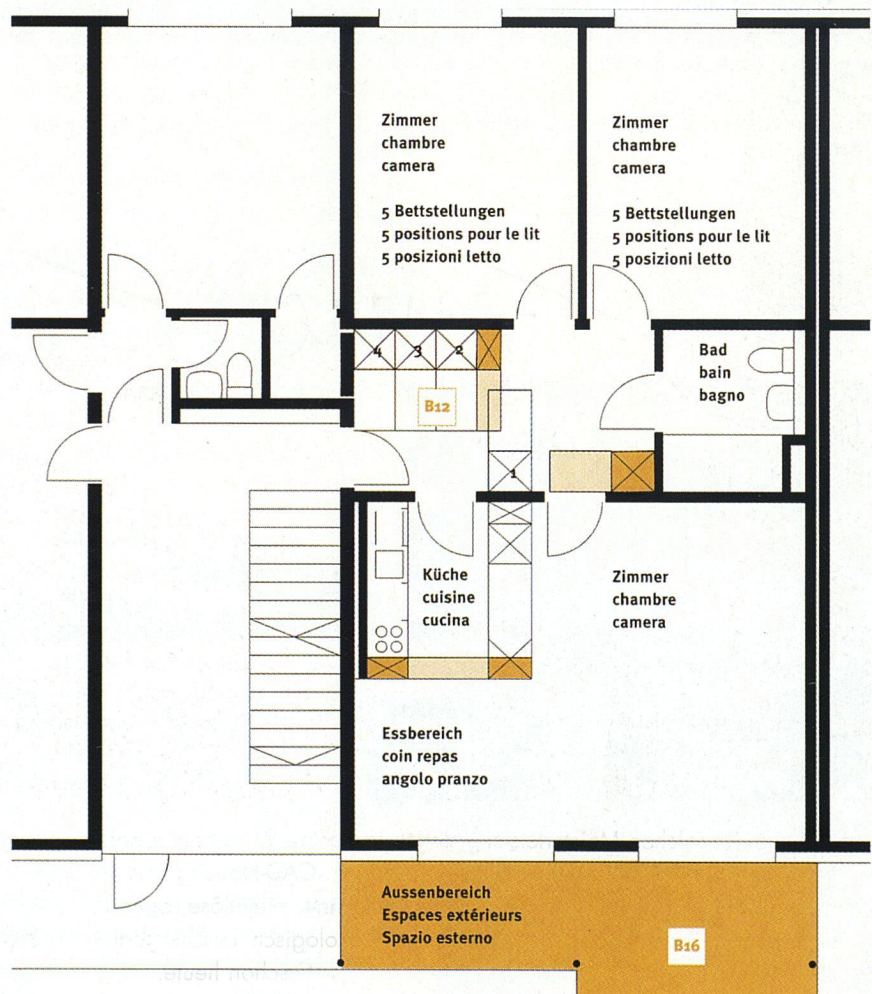 Zimmer
chambre
camera
5 Bettstellungen
5 positions pour le lit
5 posizioni letto
Zimmer
chambre
camera
5 Bettstellungen
5 positions pour le lit
5 posizioni letto
4 3 2
B12
Bad
bain
bagno
1
Küche
cuisine
cucina
Zimmer
chambre
camera
Essbereich
coin repas
angolo pranzo
Aussenbereich
Espaces extérieurs
Spazio esterno
B16